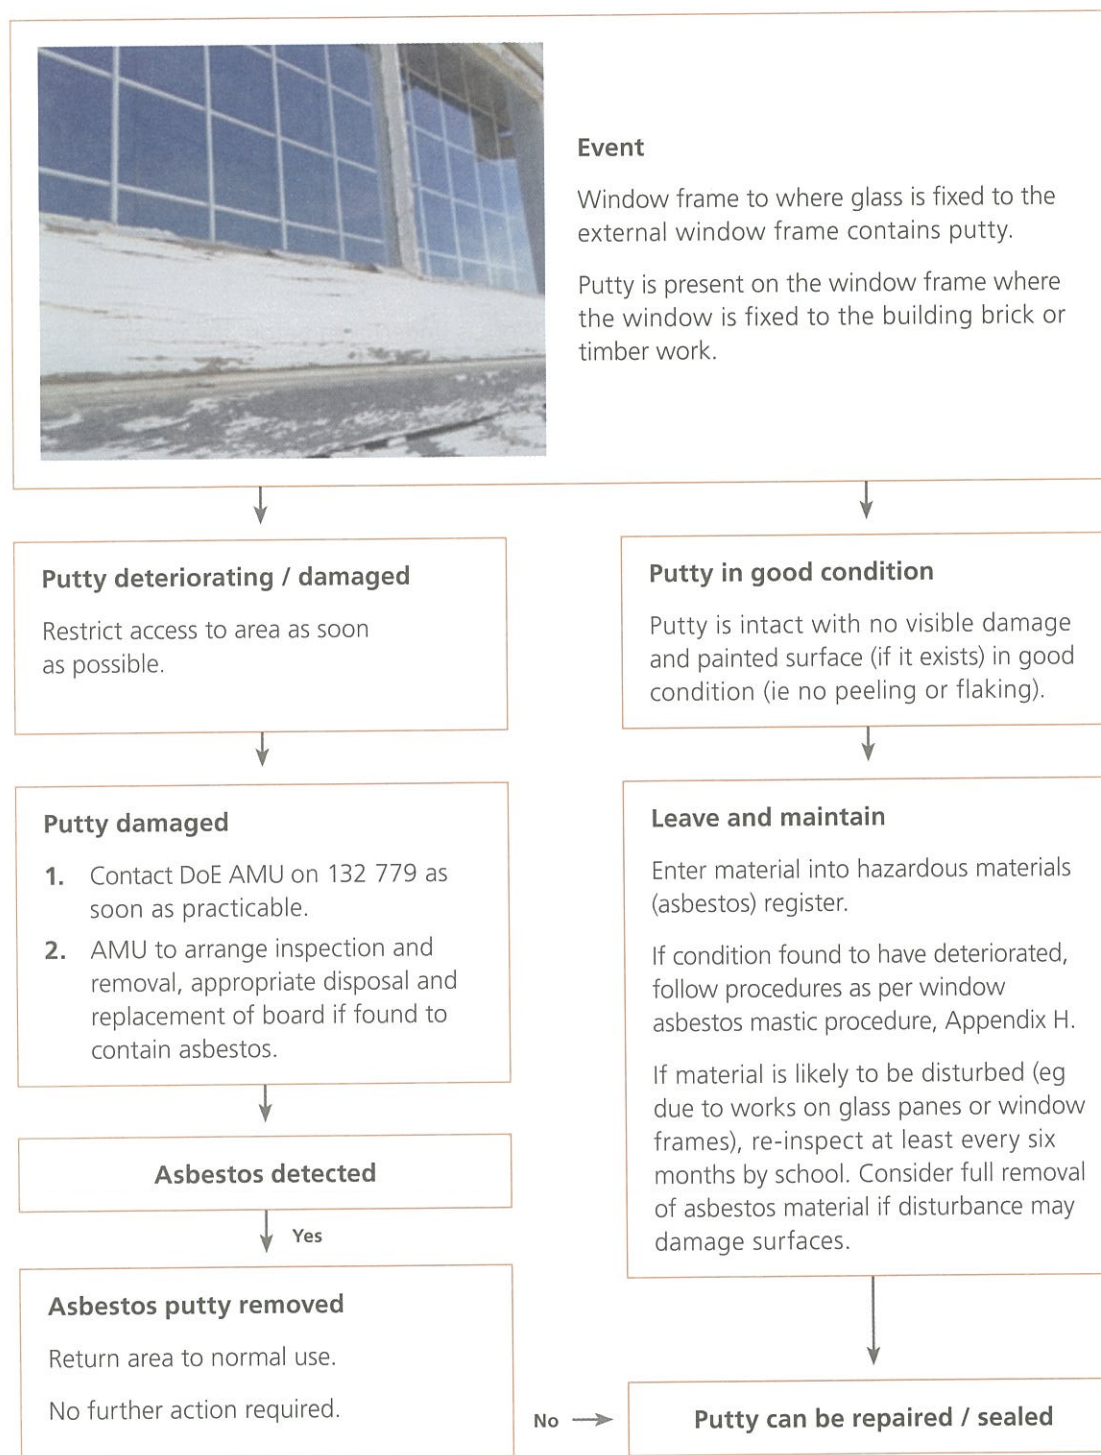 Event
Window frame to where glass is fixed to the
external window frame contains putty.
Putty is present on the window frame where
the window is fixed to the building brick or
timber work.
Putty deteriorating / damaged
Restrict access to area as soon
as possible.
Putty damaged
1. Contact DoE AMU on 132 779 as
soon as practicable.
2. AMU to arrange inspection and
removal, appropriate disposal and
replacement of board if found to
contain asbestos.
Asbestos detected
Yes
Asbestos putty removed
Return area to normal use.
No further action required.
Putty in good condition
Putty is intact with no visible damage
and painted surface (if it exists) in good
condition (ie no peeling or flaking).
Leave and maintain
Enter material into hazardous materials
(asbestos) register.
If condition found to have deteriorated,
follow procedures as per window
asbestos mastic procedure, Appendix H.
If material is likely to be disturbed (eg
due to works on glass panes or window
frames), re-inspect at least every six
months by school. Consider full removal
of asbestos material if disturbance may
damage surfaces.
No
Putty can be repaired / sealed